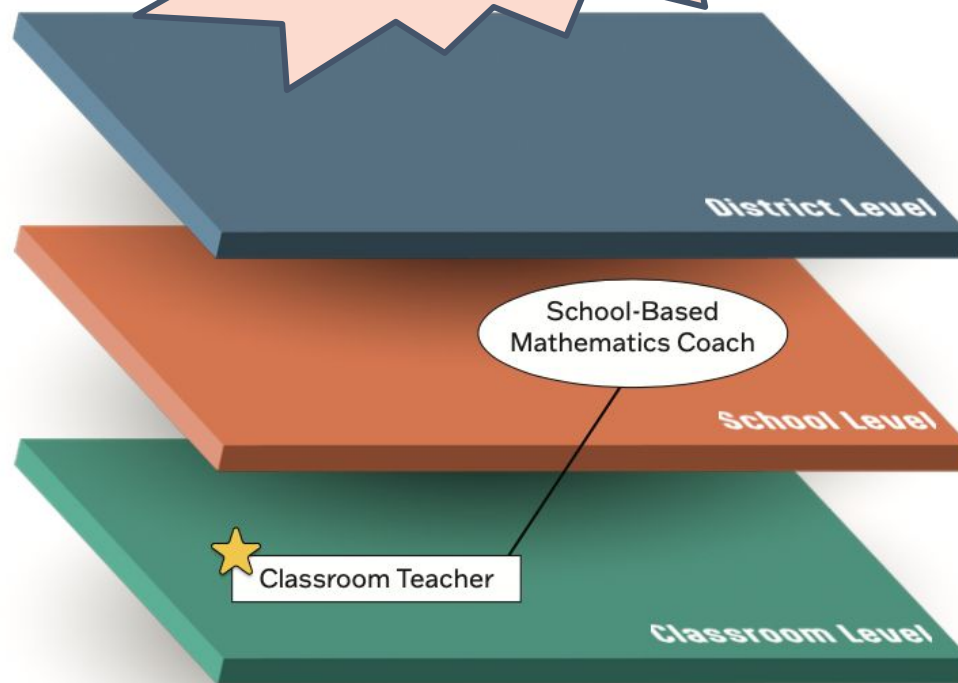 District Level
School-Based
Mathematics Coach
School Level
Classroom Teacher
Classroom Level